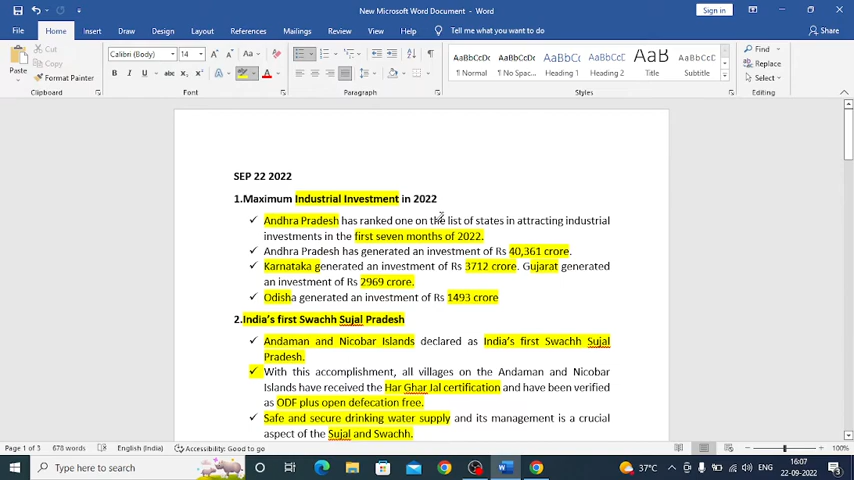 New Microsoft Word Document - Word
Sign in
File Home Insert Draw Design Layout References Mailings Review View Help Tell me what you want to do Share
Cut
Copy
Paste
Format Painter
Clipboard
Calibri (Body) 14
Font
Paragraph
AaBbCcDc AaBbCcDc AaBbC AaBbCcC AaB AaBbCcC
¶ Normal ¶ No Spac... Heading 1 Heading 2 Title Subtitle
Styles
Find
Replace
Select
Editing
SEP 22 2022
1.Maximum Industrial Investment in 2022
✓ Andhra Pradesh has ranked one on the list of states in attracting industrial
investments in the first seven months of 2022.
✓ Andhra Pradesh has generated an investment of Rs 40,361 crore.
✓ Karnataka generated an investment of Rs 3712 crore. Gujarat generated
an investment of Rs 2969 crore.
✓ Odisha generated an investment of Rs 1493 crore
2.India's first Swachh Sujal Pradesh
✓ Andaman and Nicobar Islands declared as India's first Swachh Sujal
Pradesh.
✓ With this accomplishment, all villages on the Andaman and Nicobar
Islands have received the Har Ghar Jal certification and have been verified
as ODF plus open defecation free.
✓ Safe and secure drinking water supply and its management is a crucial
aspect of the Sujal and Swachh.
Page 1 of 3 678 words English (India) Accessibility: Good to go 100%
Type here to search
37°C ENG 16:07
22-09-2022